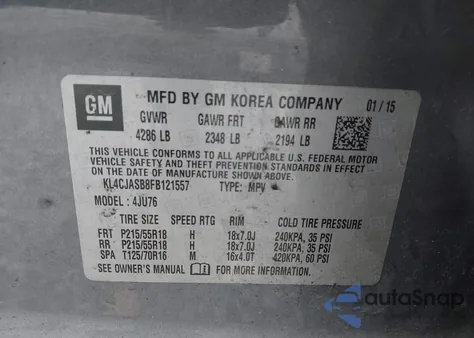 GM
MFD BY GM KOREA COMPANY 01/15
GVWR GAWR FRT GAWR RR
4286 LB 2348 LB 2194 LB
THIS VEHICLE CONFORMS TO ALL APPLICABLE U.S. FEDERAL MOTOR
VEHICLE SAFETY AND THEFT PREVENTION STANDARDS IN EFFECT
ON THE DATE OF MANUFACTURE SHOWN ABOVE.
KL4CJASB8FB121557 TYPE: MPV
MODEL: 4JU76
TIRE SIZE SPEED RTG RIM COLD TIRE PRESSURE
FRT P215/55R18 H 18x7.0J 240KPA, 35 PSI
RR P215/55R18 H 18x7.0J 240KPA, 35 PSI
SPA T125/70R16 M 16x4.0T 420KPA, 60 PSI
SEE OWNER'S MANUAL FOR MORE INFORMATION.
autoSnap